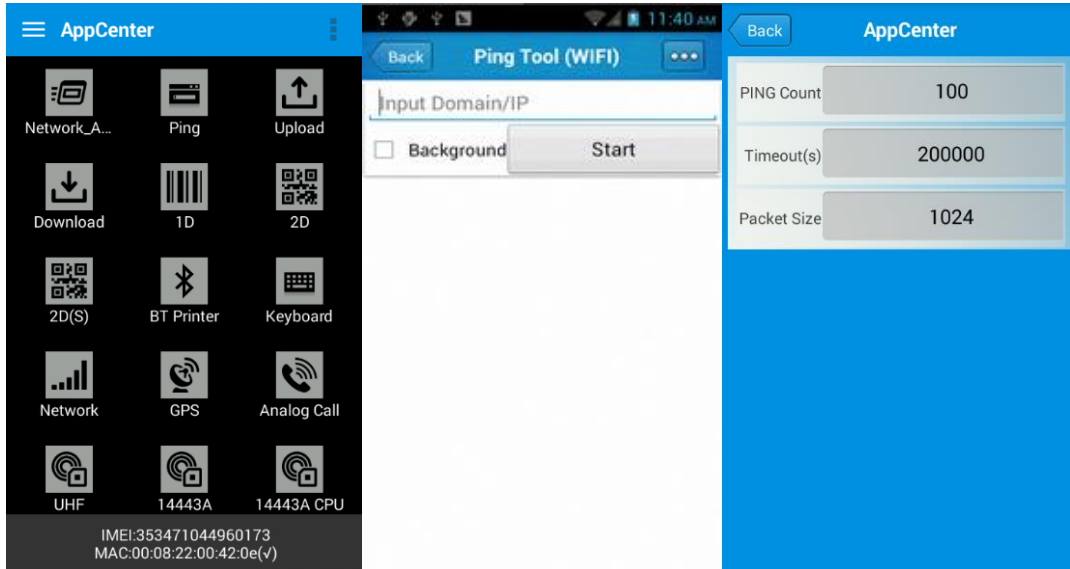 AppCenter
Network_A...
Ping
Upload
Download
1D
2D
2D(S)
BT Printer
Keyboard
Network
GPS
Analog Call
UHF
14443A
14443A CPU
IMEI:353471044960173
MAC:00:08:22:00:42:0e(√)
11:40 AM
Back
Ping Tool (WIFI)
Input Domain/IP
Background
Start
Back
AppCenter
PING Count
100
Timeout(s)
200000
Packet Size
1024